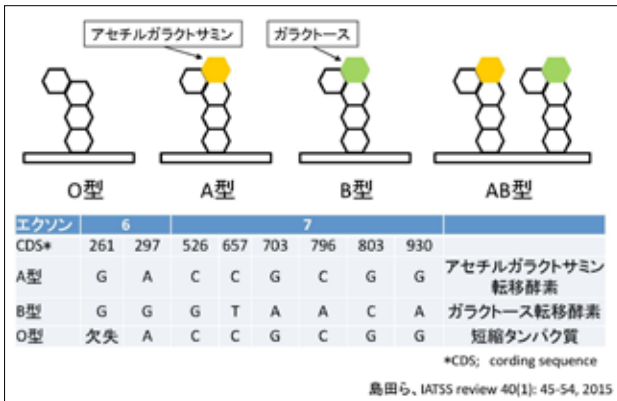 アセチルガラクトサミン
ガラクトース
O型 A型 B型 AB型
エクソン 6 7
CDS* 261 297 526 657 703 796 803 930
A型 G A C C G C G G アセチルガラクトサミン
転移酵素
B型 G G G T A A C A ガラクトース転移酵素
O型 欠失 A C C G C G G 短縮タンパク質
*CDS; cording sequence
島田ら、IATSS review 40(1): 45-54, 2015